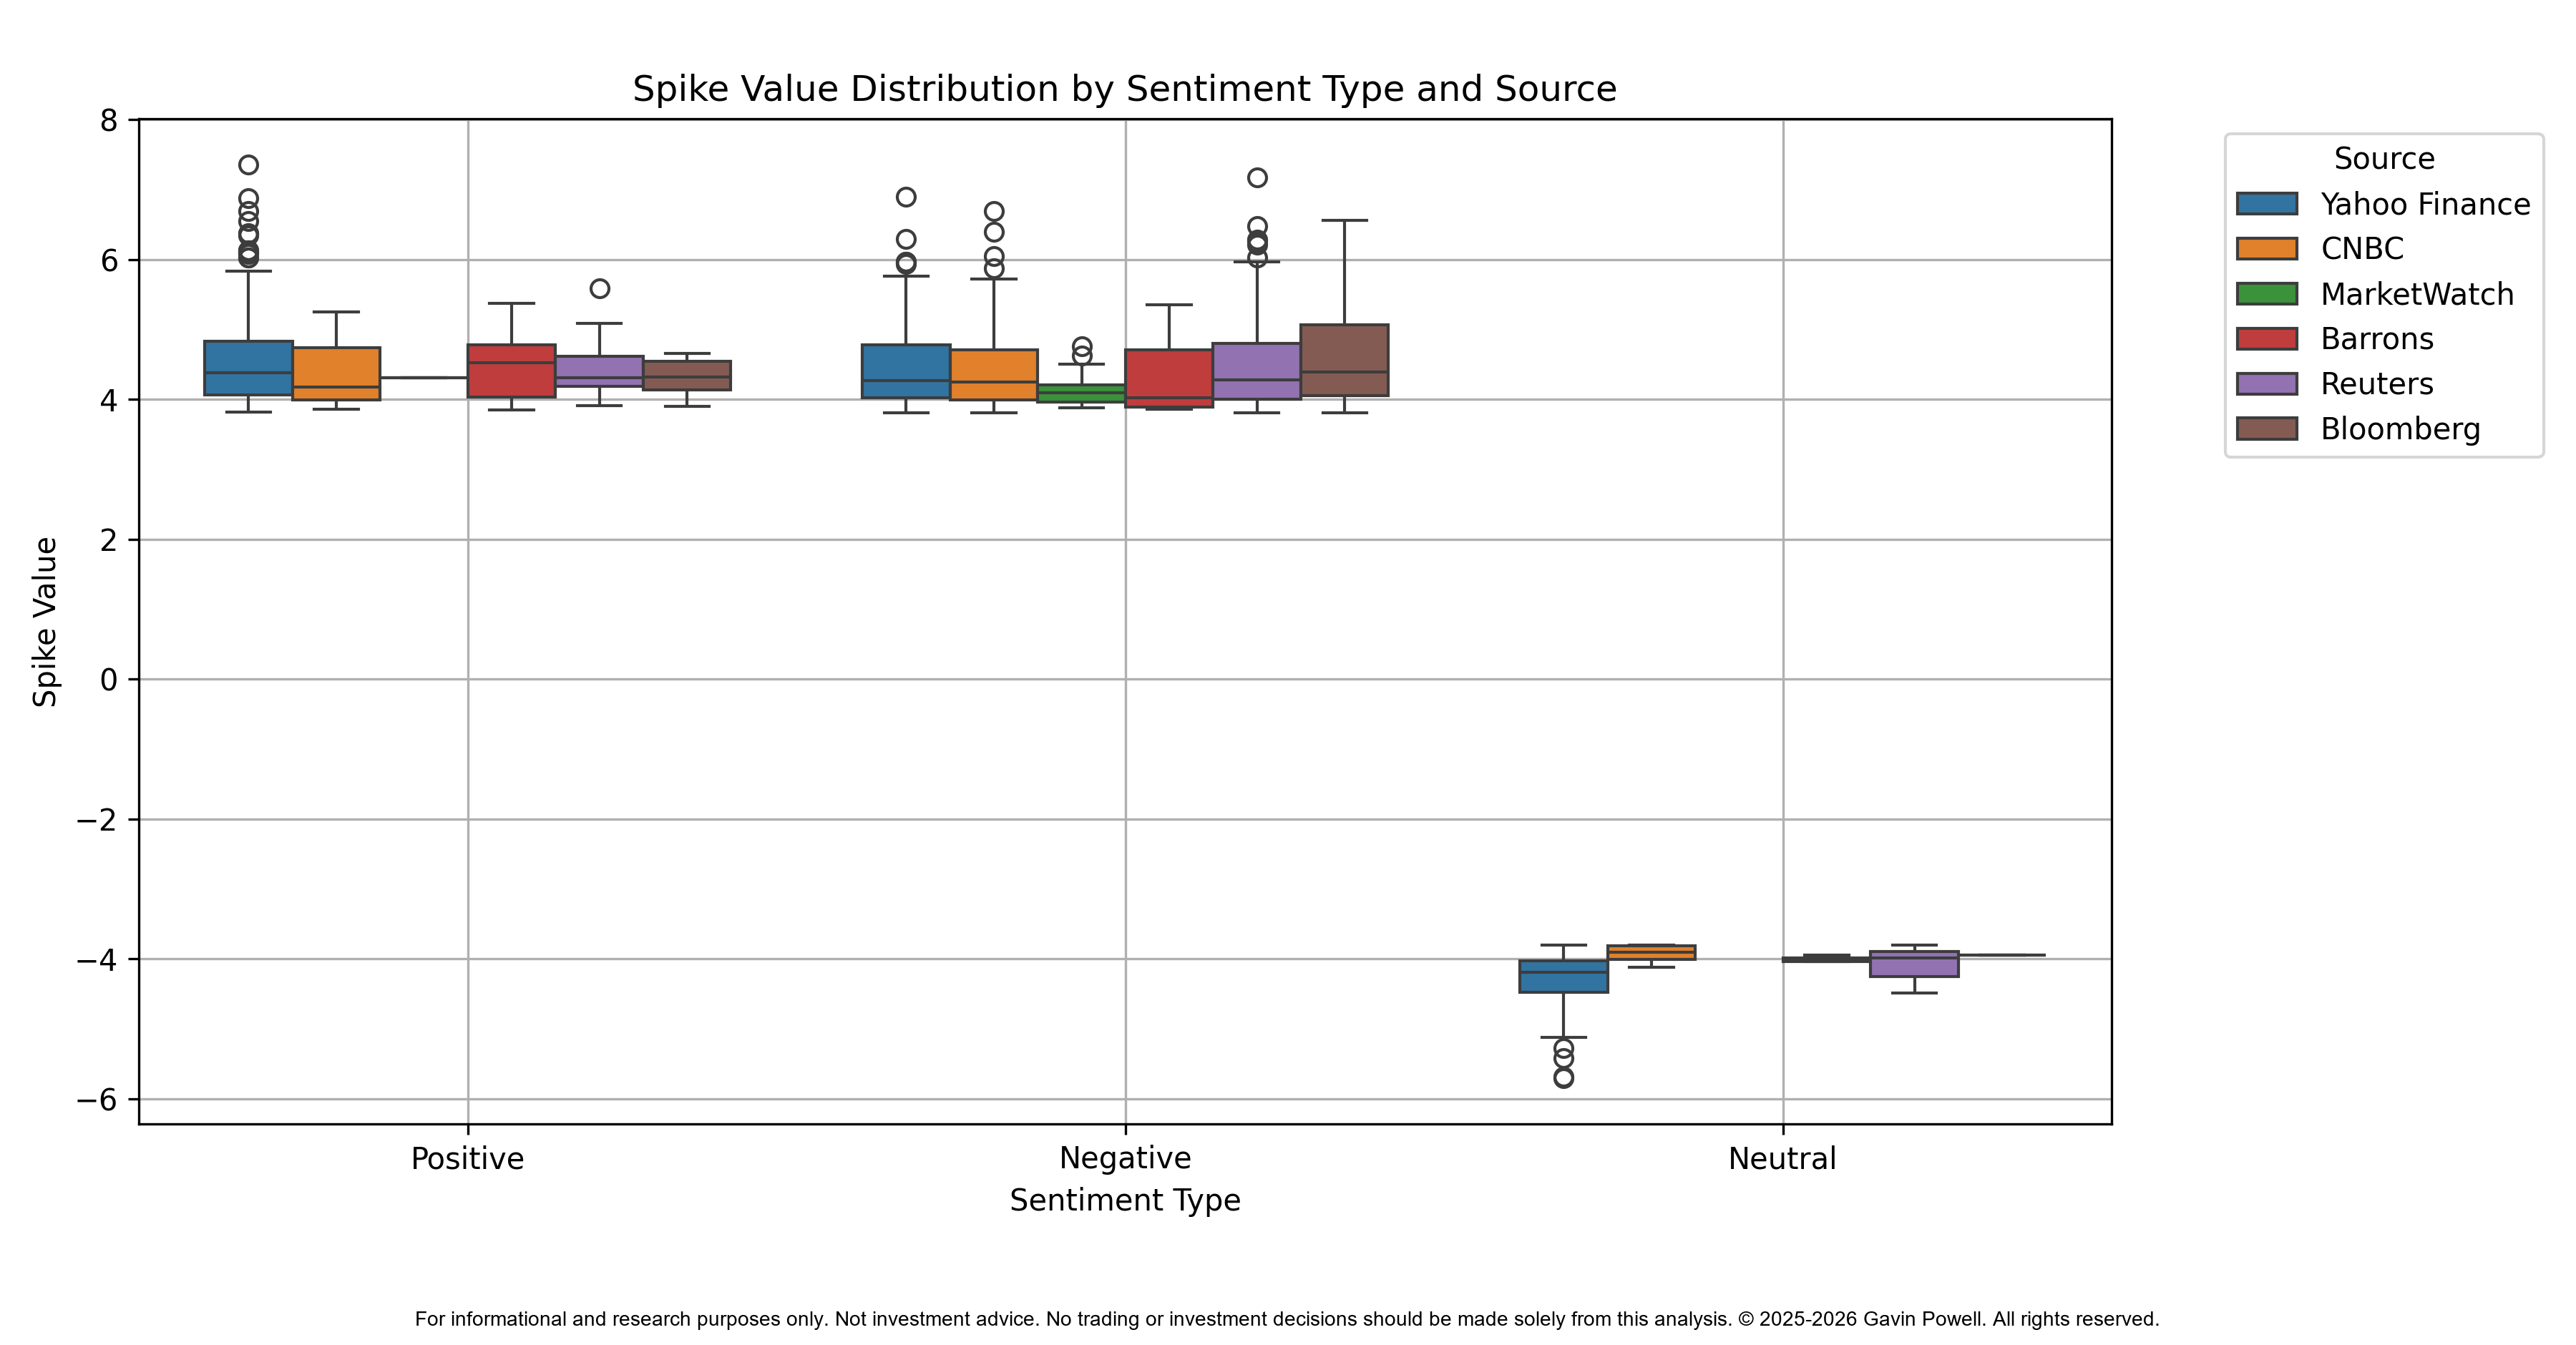 Spike Value Distribution by Sentiment Type and Source
8
6
4
2
0
−2
−4
−6
Spike Value
Positive
Negative
Neutral
Sentiment Type
Source
Yahoo Finance
CNBC
MarketWatch
Barrons
Reuters
Bloomberg
For informational and research purposes only. Not investment advice. No trading or investment decisions should be made solely from this analysis. © 2025-2026 Gavin Powell. All rights reserved.